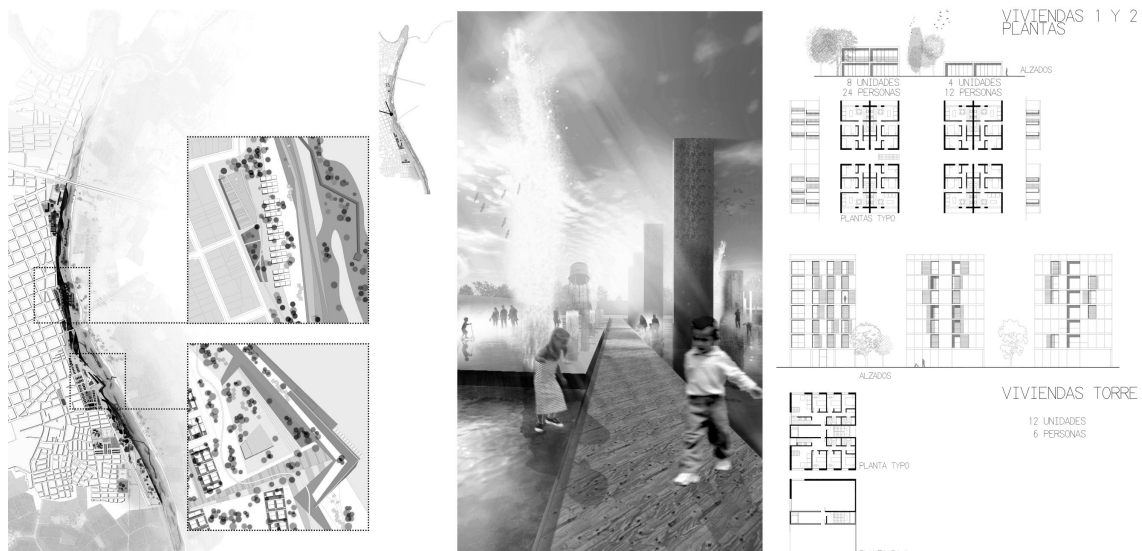 VIVIENDAS 1 Y 2
PLANTAS
ALZADOS
8 UNIDADES
24 PERSONAS
4 UNIDADES
12 PERSONAS
PLANTAS TYPO
ALZADOS
VIVIENDAS TORRE
12 UNIDADES
6 PERSONAS
PLANTA TYPO